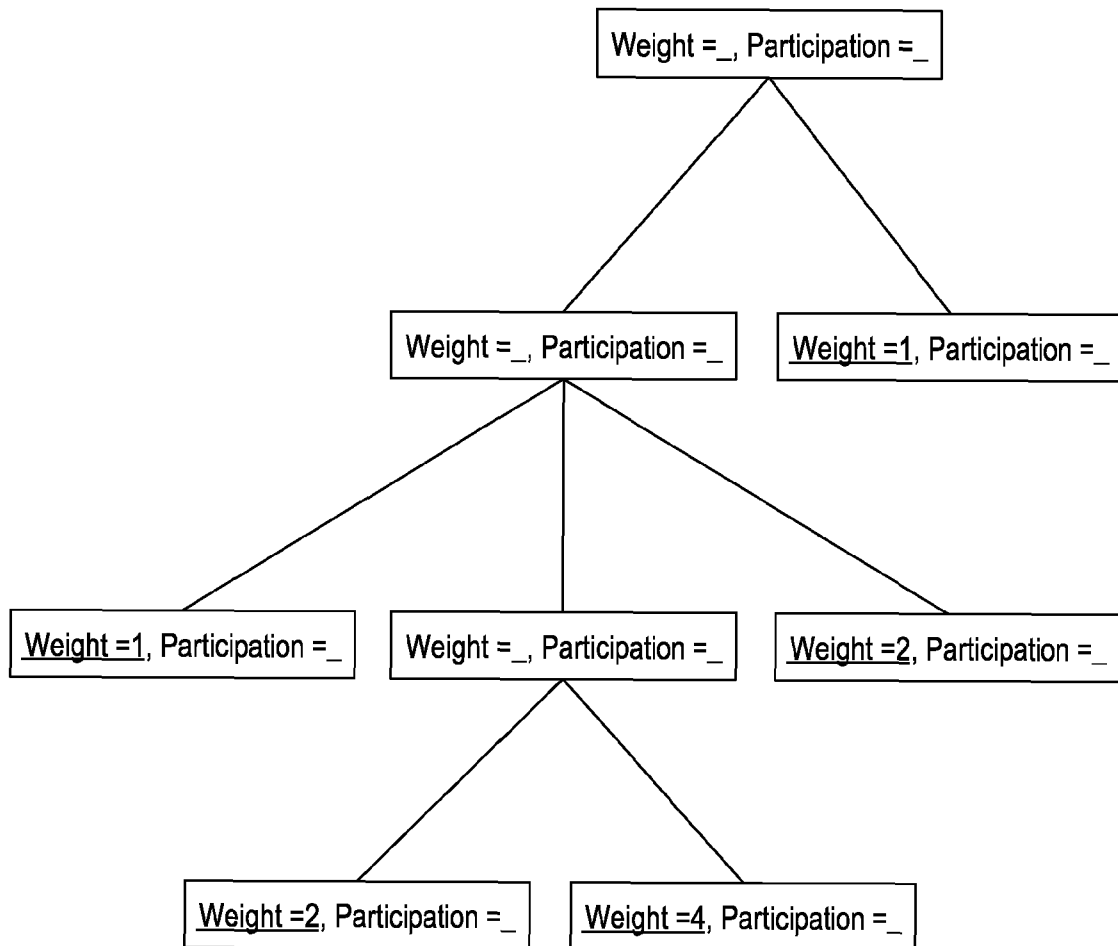 Weight =_, Participation =_
Weight =_, Participation =_
Weight =1, Participation =_
Weight =1, Participation =_
Weight =_, Participation =_
Weight =2, Participation =_
Weight =2, Participation =_
Weight =4, Participation =_